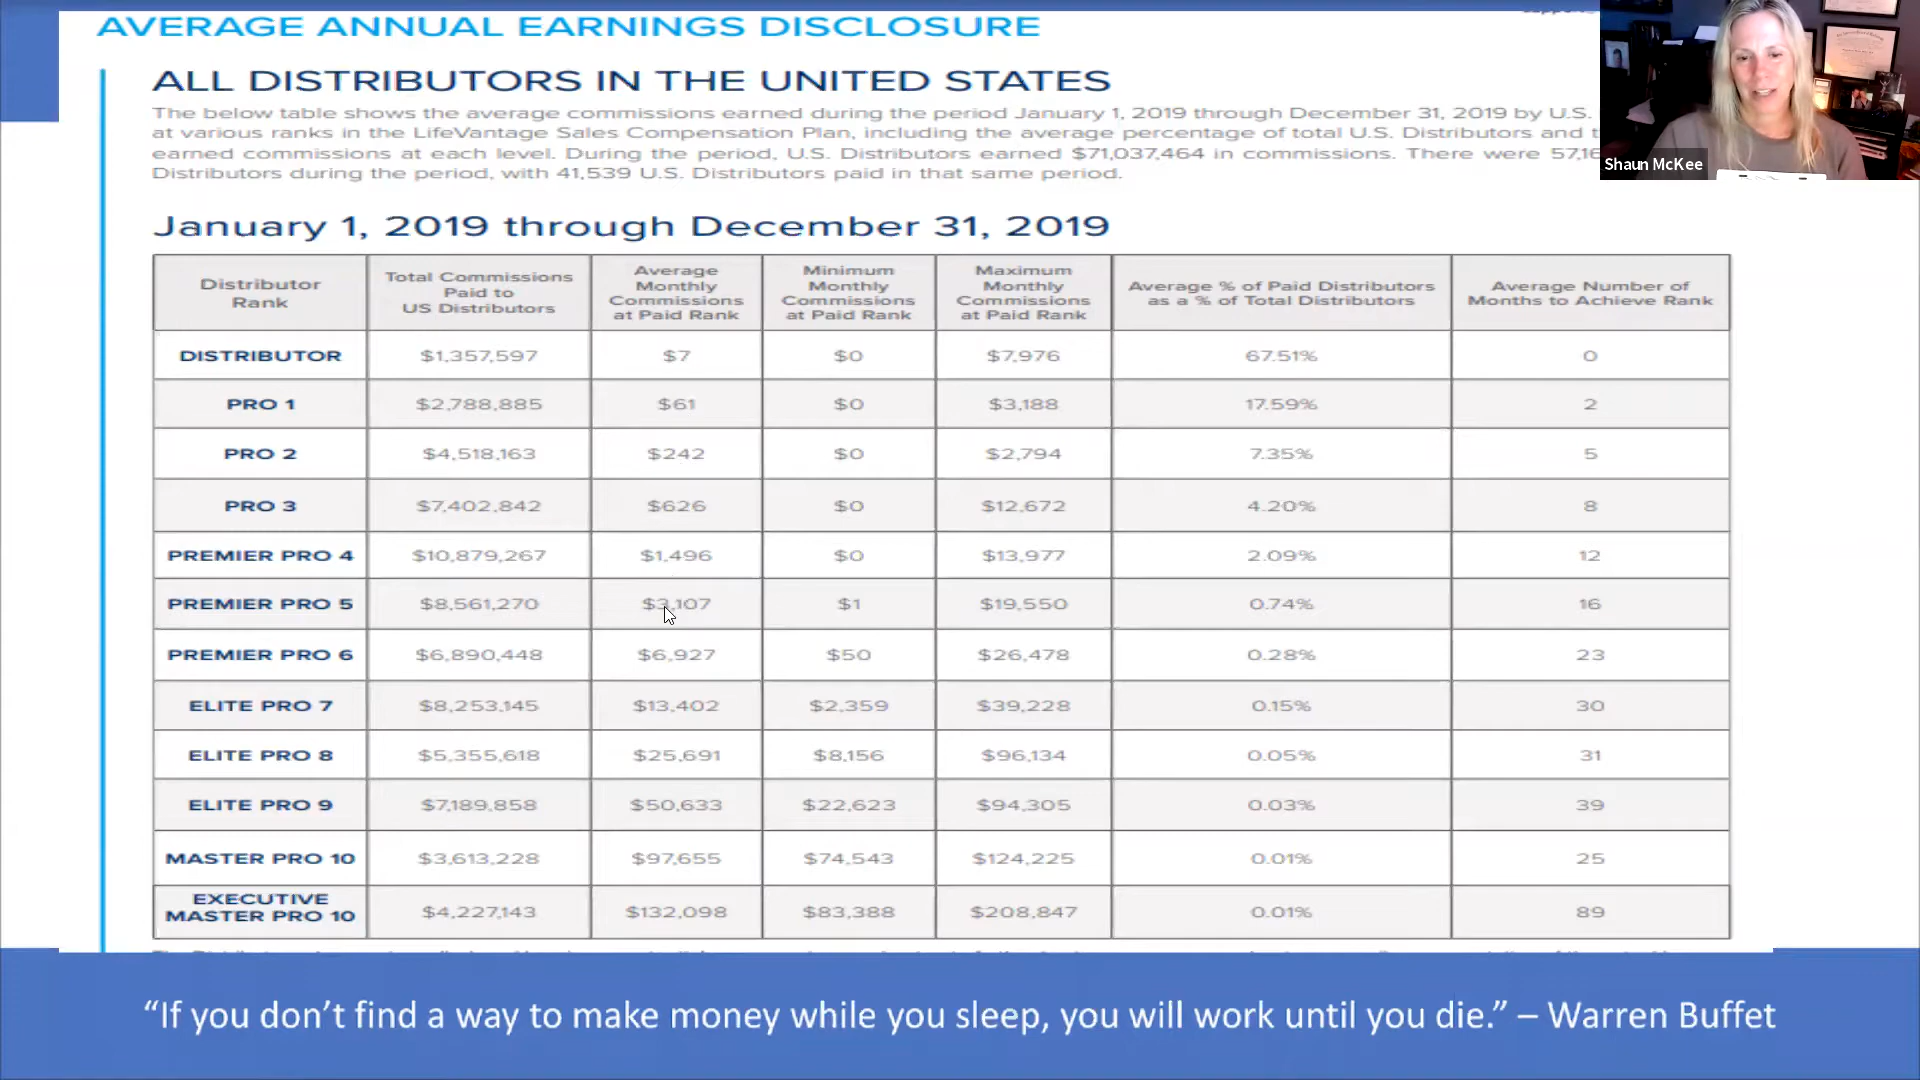 AVERAGE ANNUAL EARNINGS DISCLOSURE
ALL DISTRIBUTORS IN THE UNITED STATES
The below table shows the average commissions earned during the period January 1, 2019 through December 31, 2019 by U.S.
at various ranks in the LifeVantage Sales Compensation Plan, including the average percentage of total U.S. Distributors and
earned commissions at each level. During the period, U.S. Distributors earned $71,037,464 in commissions. There were 57,16
Distributors during the period, with 41,539 U.S. Distributors paid in that same period.
Shaun McKee
January 1, 2019 through December 31, 2019
Distributor Rank | Total Commissions Paid to US Distributors | Average Monthly Commissions at Paid Rank | Minimum Monthly Commissions at Paid Rank | Maximum Monthly Commissions at Paid Rank | Average % of Paid Distributors as a % of Total Distributors | Average Number of Months to Achieve Rank
DISTRIBUTOR | $1,357,597 | $7 | $0 | $7,976 | 67.51% | 0
PRO 1 | $2,788,885 | $61 | $0 | $3,188 | 17.59% | 2
PRO 2 | $4,518,163 | $242 | $0 | $2,794 | 7.35% | 5
PRO 3 | $7,402,842 | $626 | $0 | $12,672 | 4.20% | 8
PREMIER PRO 4 | $10,879,267 | $1,496 | $0 | $13,977 | 2.09% | 12
PREMIER PRO 5 | $8,561,270 | $3,107 | $1 | $19,550 | 0.74% | 16
PREMIER PRO 6 | $6,890,448 | $6,927 | $50 | $26,478 | 0.28% | 23
ELITE PRO 7 | $8,253,145 | $13,402 | $2,359 | $39,228 | 0.15% | 30
ELITE PRO 8 | $5,355,618 | $25,691 | $8,156 | $96,134 | 0.05% | 31
ELITE PRO 9 | $7,189,858 | $50,633 | $22,623 | $94,305 | 0.03% | 39
MASTER PRO 10 | $3,613,228 | $97,655 | $74,543 | $124,225 | 0.01% | 25
EXECUTIVE MASTER PRO 10 | $4,227,143 | $132,098 | $83,388 | $208,847 | 0.01% | 89
“If you don’t find a way to make money while you sleep, you will work until you die.” – Warren Buffet